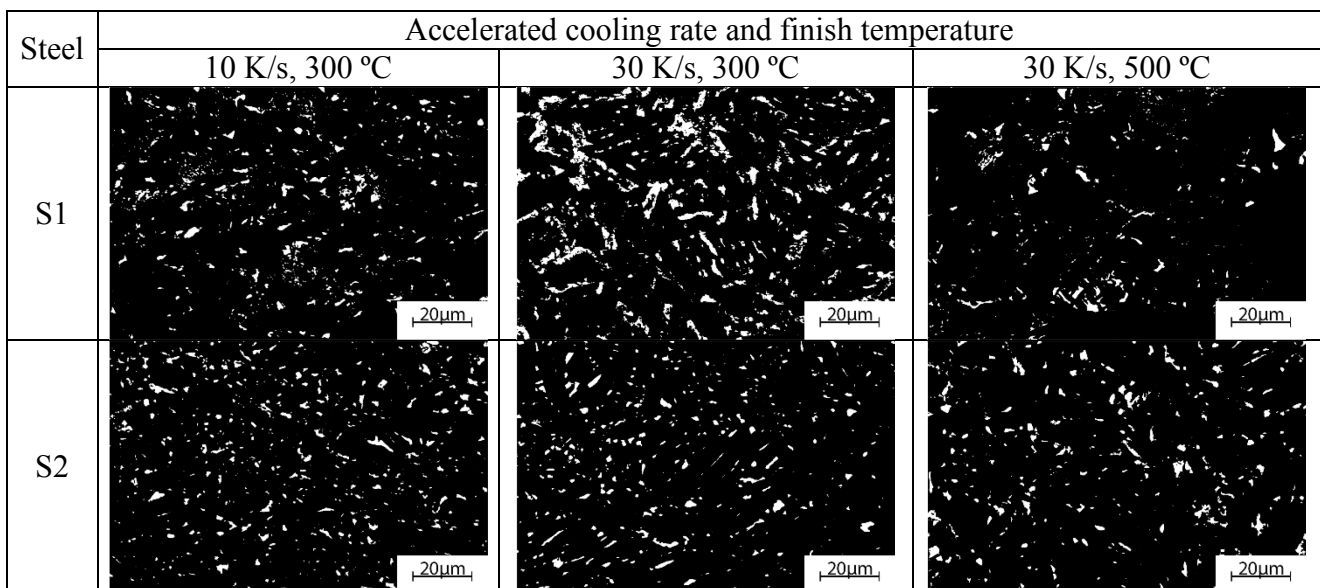 Steel
Accelerated cooling rate and finish temperature
10 K/s, 300 ºC
30 K/s, 300 ºC
30 K/s, 500 ºC
S1
20µm
20µm
20µm
S2
20µm
20µm
20µm